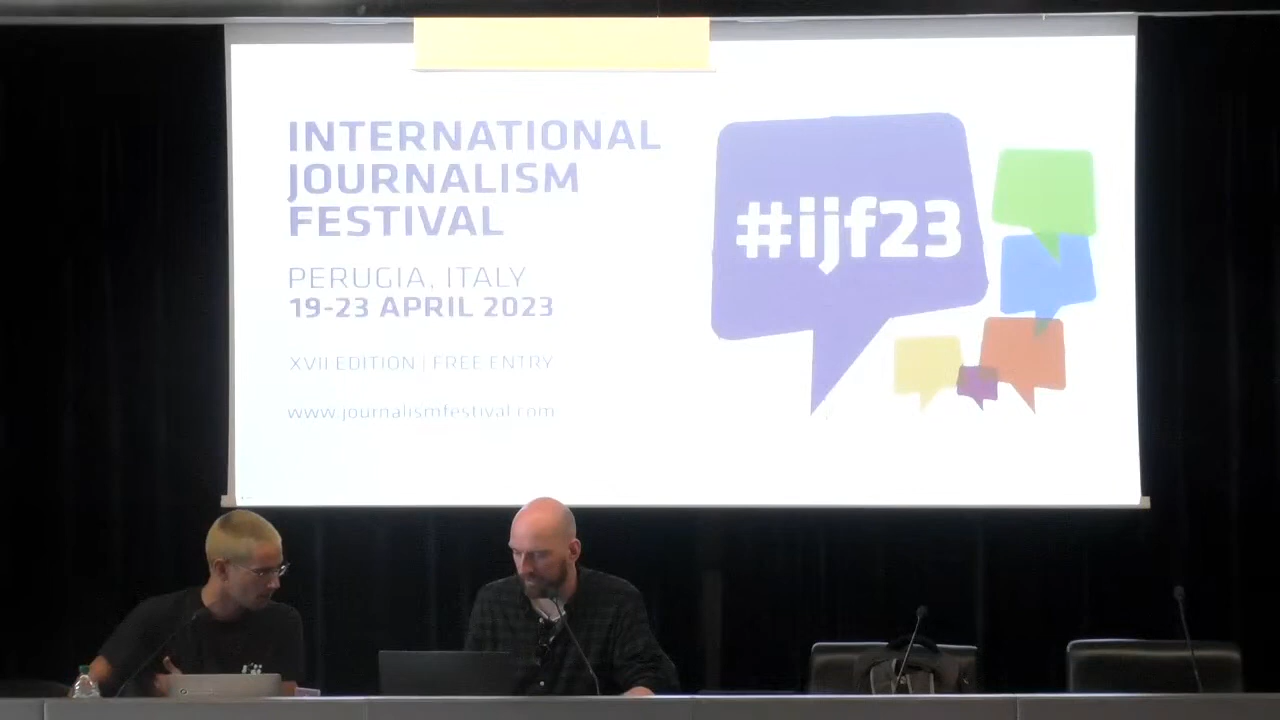 INTERNATIONAL
JOURNALISM
FESTIVAL
PERUGIA, ITALY
19-23 APRIL 2023
XVII EDITION | FREE ENTRY
www.journalismfestival.com
#ijf23